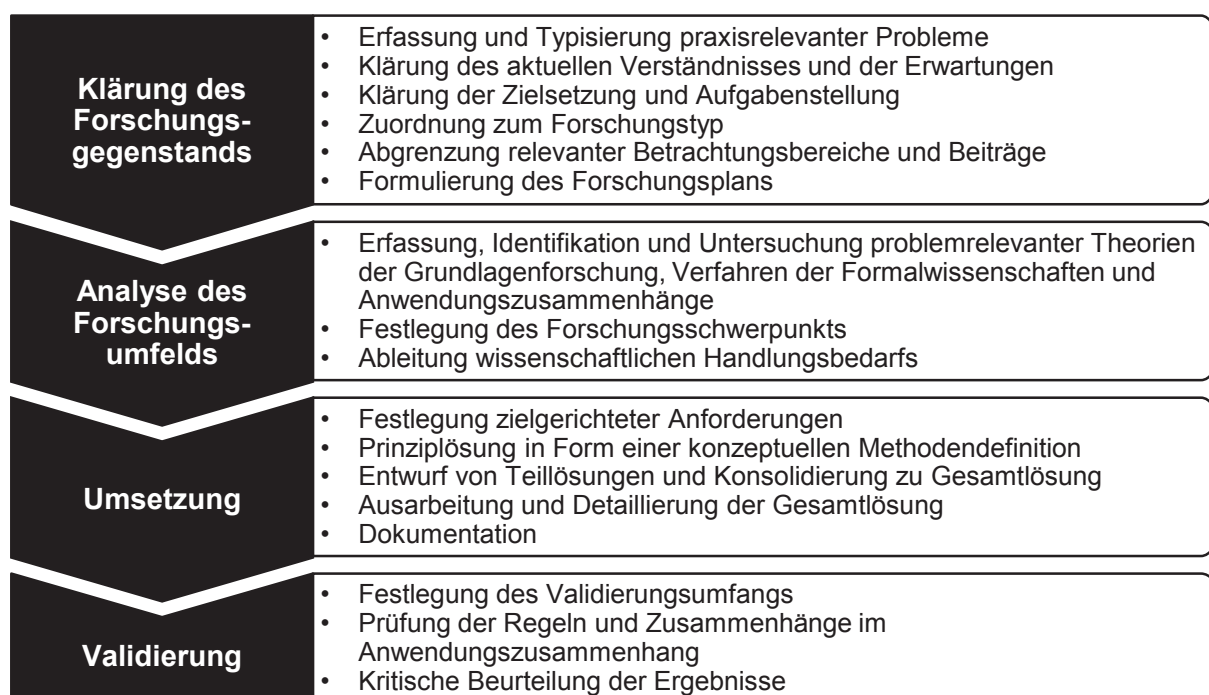 Klärung des
Forschungs-
gegenstands
• Erfassung und Typisierung praxisrelevanter Probleme
• Klärung des aktuellen Verständnisses und der Erwartungen
• Klärung der Zielsetzung und Aufgabenstellung
• Zuordnung zum Forschungstyp
• Abgrenzung relevanter Betrachtungsbereiche und Beiträge
• Formulierung des Forschungsplans
Analyse des
Forschungs-
umfelds
• Erfassung, Identifikation und Untersuchung problemrelevanter Theorien
der Grundlagenforschung, Verfahren der Formalwissenschaften und
Anwendungszusammenhänge
• Festlegung des Forschungsschwerpunkts
• Ableitung wissenschaftlichen Handlungsbedarfs
Umsetzung
• Festlegung zielgerichteter Anforderungen
• Prinziplösung in Form einer konzeptuellen Methodendefinition
• Entwurf von Teillösungen und Konsolidierung zu Gesamtlösung
• Ausarbeitung und Detaillierung der Gesamtlösung
• Dokumentation
Validierung
• Festlegung des Validierungsumfangs
• Prüfung der Regeln und Zusammenhänge im
Anwendungszusammenhang
• Kritische Beurteilung der Ergebnisse